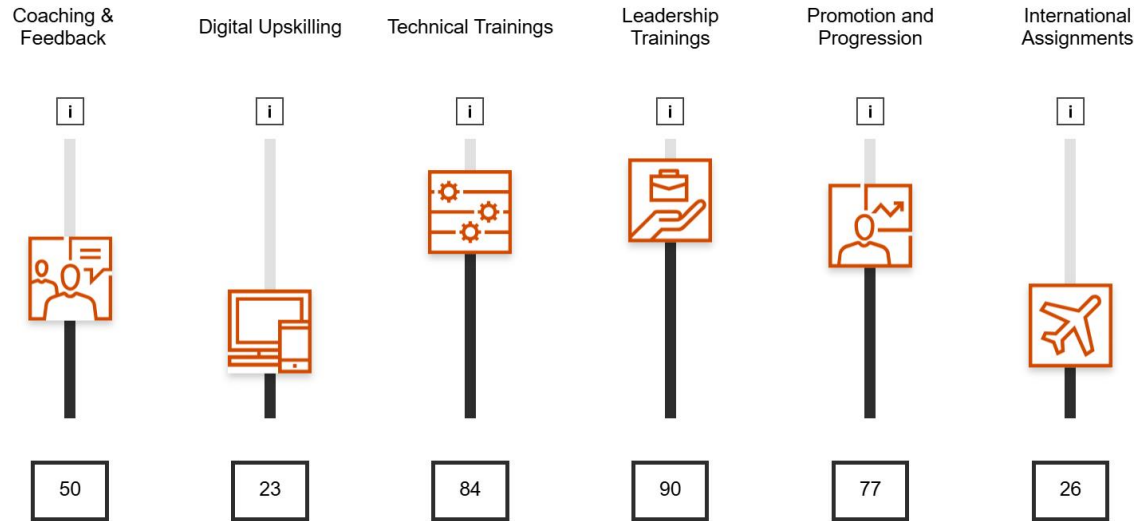 Coaching &
Feedback
Digital Upskilling
Technical Trainings
Leadership
Trainings
Promotion and
Progression
International
Assignments
i
i
i
i
i
i
50
23
84
90
77
26